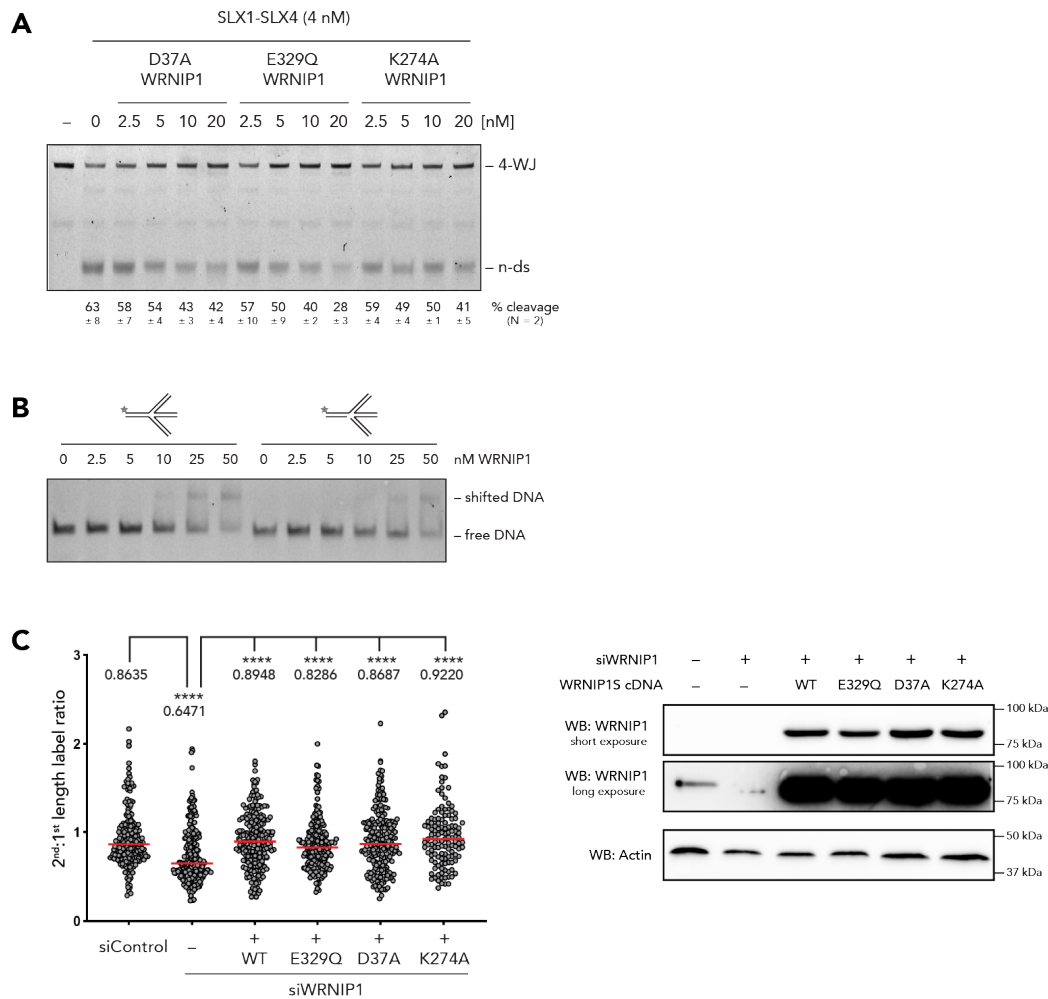 A
SLX1-SLX4 (4 nM)
D37A WRNIP1
E329Q WRNIP1
K274A WRNIP1
– 0 2.5 5 10 20 2.5 5 10 20 2.5 5 10 20 [nM]
– 4-WJ
– n-ds
63 58 54 43 42 57 50 40 28 59 49 50 41 % cleavage
± 8 ± 7 ± 4 ± 3 ± 4 ± 10 ± 9 ± 2 ± 3 ± 4 ± 4 ± 1 ± 5 (N = 2)
B
0 2.5 5 10 25 50 0 2.5 5 10 25 50 nM WRNIP1
– shifted DNA
– free DNA
C
3
2
1
0
2nd:1st length label ratio
0.8635
****
0.6471
**** **** **** ****
0.8948 0.8286 0.8687 0.9220
siControl – + + + +
WT E329Q D37A K274A
siWRNIP1
siWRNIP1 – + + + + +
WRNIP1S cDNA – – WT E329Q D37A K274A
WB: WRNIP1
short exposure
100 kDa
75 kDa
WB: WRNIP1
long exposure
100 kDa
75 kDa
WB: Actin
50 kDa
37 kDa